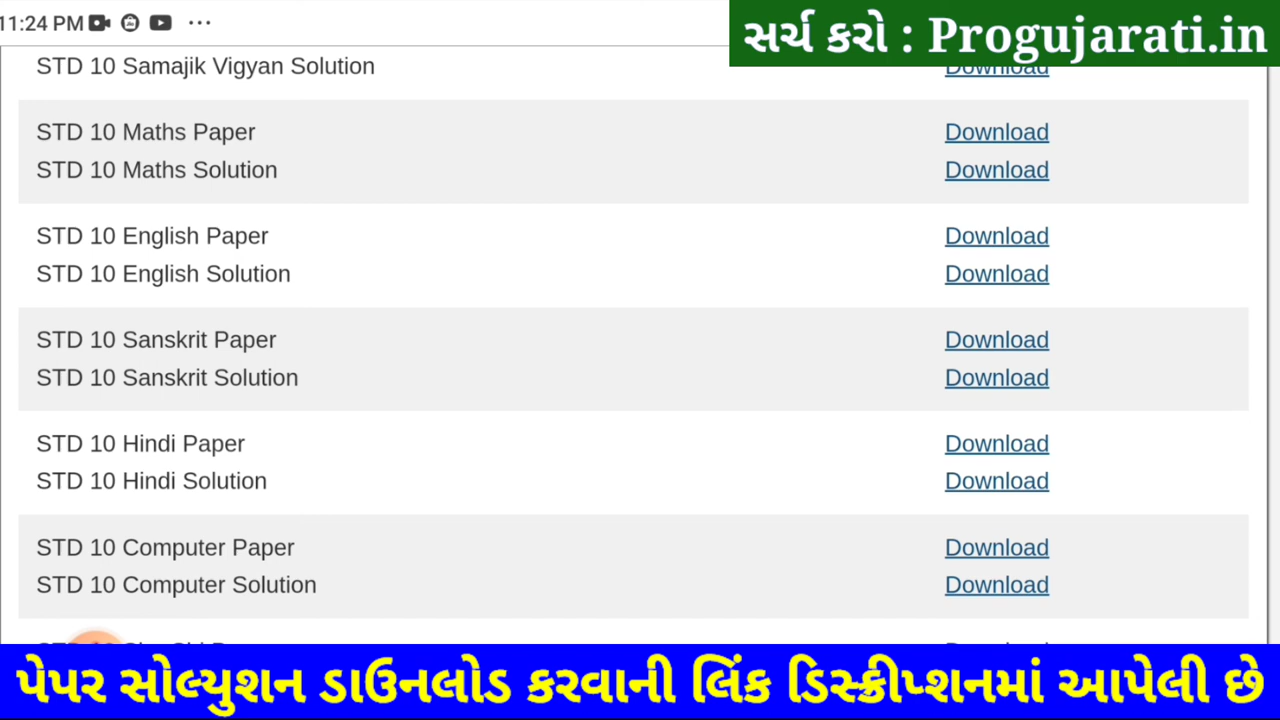 11:24 PM
સર્ચ કરો : Progujarati.in
STD 10 Samajik Vigyan Solution Download
STD 10 Maths Paper Download
STD 10 Maths Solution Download
STD 10 English Paper Download
STD 10 English Solution Download
STD 10 Sanskrit Paper Download
STD 10 Sanskrit Solution Download
STD 10 Hindi Paper Download
STD 10 Hindi Solution Download
STD 10 Computer Paper Download
STD 10 Computer Solution Download
પેપર સોલ્યુશન ડાઉનલોડ કરવાની લિંક ડિસ્ક્રીપ્શનમાં આપેલી છે